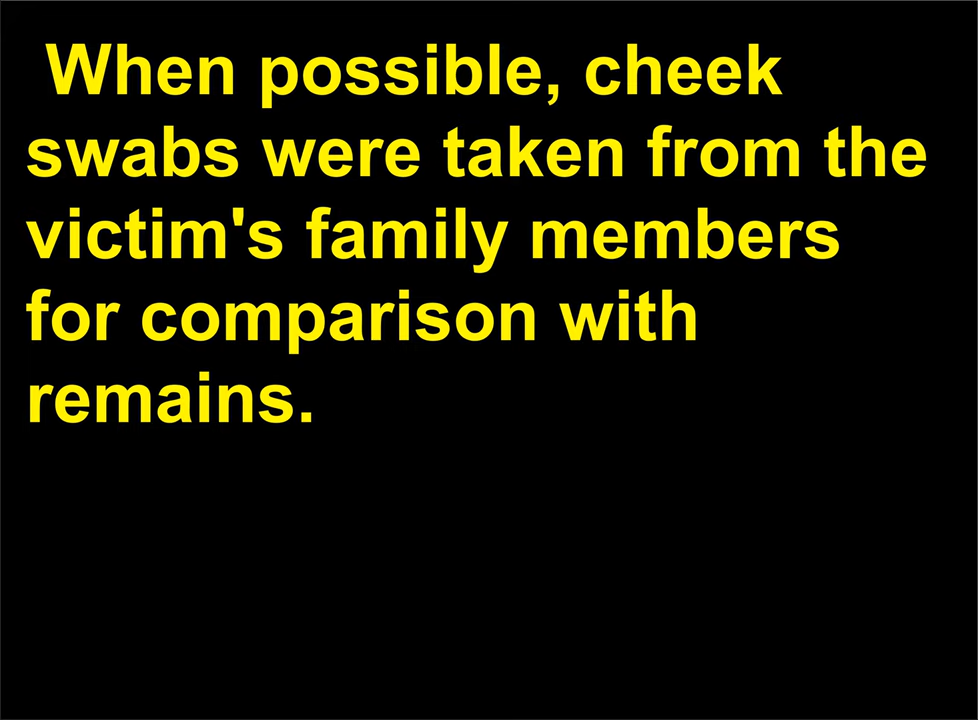 When possible, cheek
swabs were taken from the
victim's family members
for comparison with
remains.